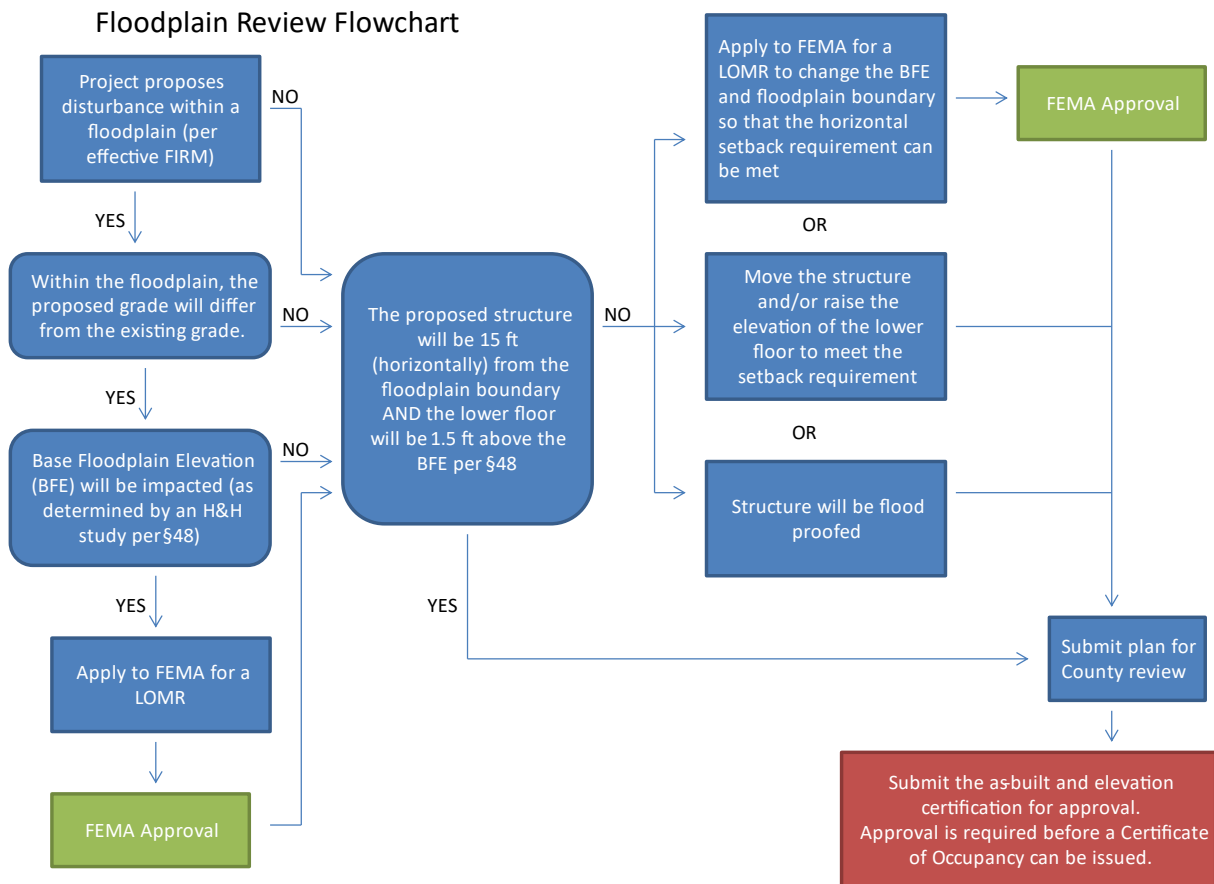 Floodplain Review Flowchart
Project proposes
disturbance within a
floodplain (per
effective FIRM)
NO
YES
Within the floodplain, the
proposed grade will differ
from the existing grade.
NO
YES
Base Floodplain Elevation
(BFE) will be impacted (as
determined by an H&H
study per §48)
NO
YES
Apply to FEMA for a
LOMR
FEMA Approval
The proposed structure
will be 15 ft
(horizontally) from the
floodplain boundary
AND the lower floor
will be 1.5 ft above the
BFE per §48
NO
YES
Apply to FEMA for a
LOMR to change the BFE
and floodplain boundary
so that the horizontal
setback requirement can
be met
FEMA Approval
OR
Move the structure
and/or raise the
elevation of the lower
floor to meet the
setback requirement
OR
Structure will be flood
proofed
Submit plan for
County review
Submit the as-built and elevation
certification for approval.
Approval is required before a Certificate
of Occupancy can be issued.